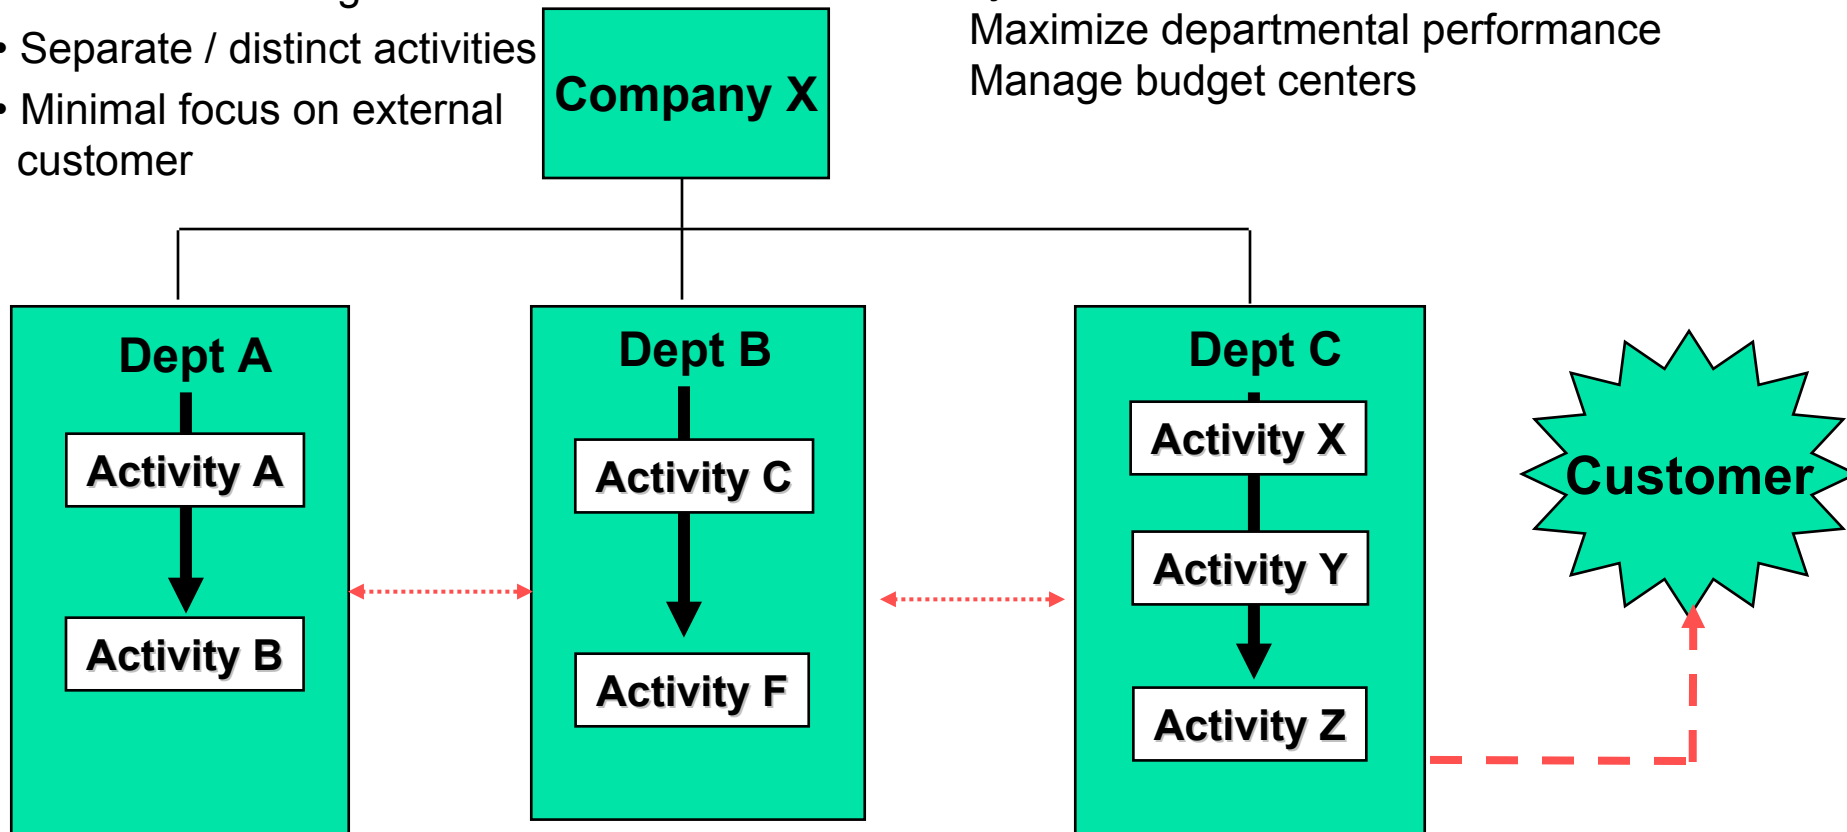 • Separate / distinct activities
• Minimal focus on external
customer
Maximize departmental performance
Manage budget centers
Company X
Dept A
Activity A
Activity B
Dept B
Activity C
Activity F
Dept C
Activity X
Activity Y
Activity Z
Customer